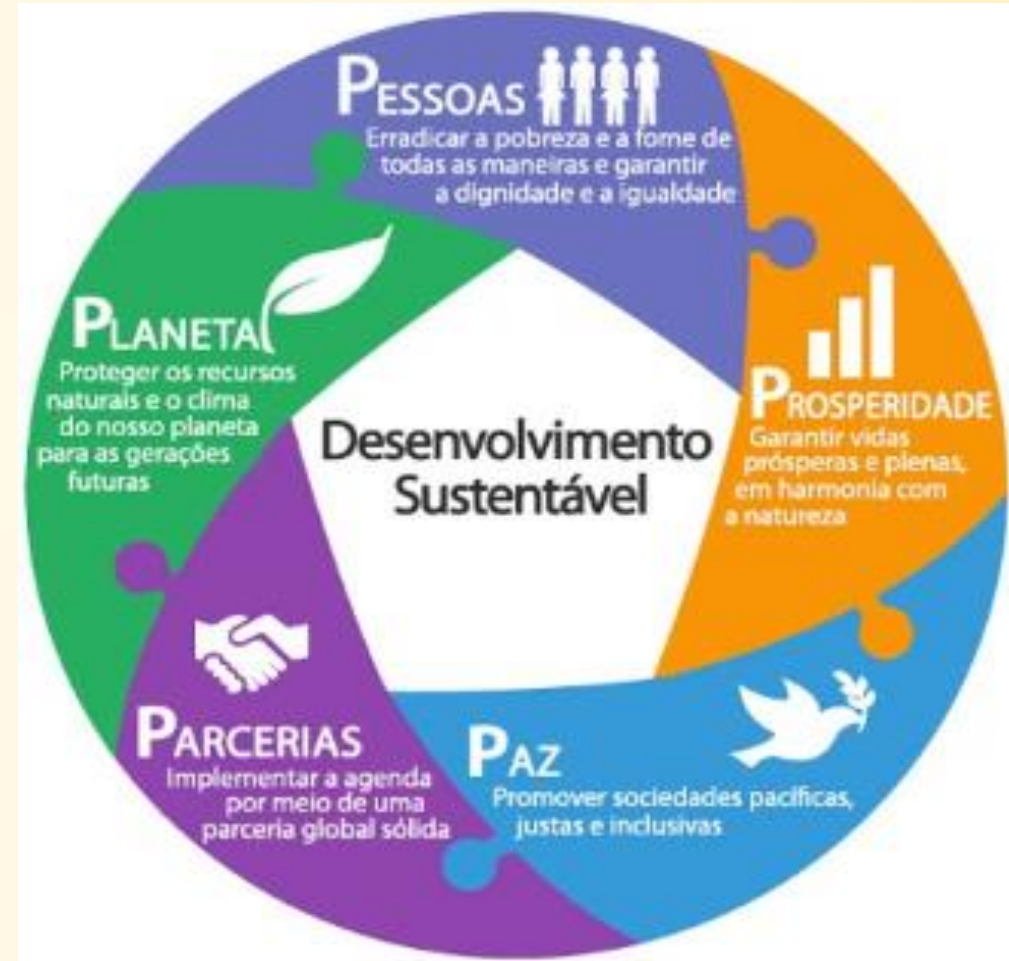 PESSOAS
Erradicar a pobreza e a fome de
todas as maneiras e garantir
a dignidade e a igualdade
PLANETA
Proteger os recursos
naturais e o clima
do nosso planeta
para as gerações
futuras
Desenvolvimento
Sustentável
PROSPERIDADE
Garantir vidas
prósperas e plenas,
em harmonia com
a natureza
PARCERIAS
Implementar a agenda
por meio de uma
parceria global sólida
PAZ
Promover sociedades pacíficas,
justas e inclusivas